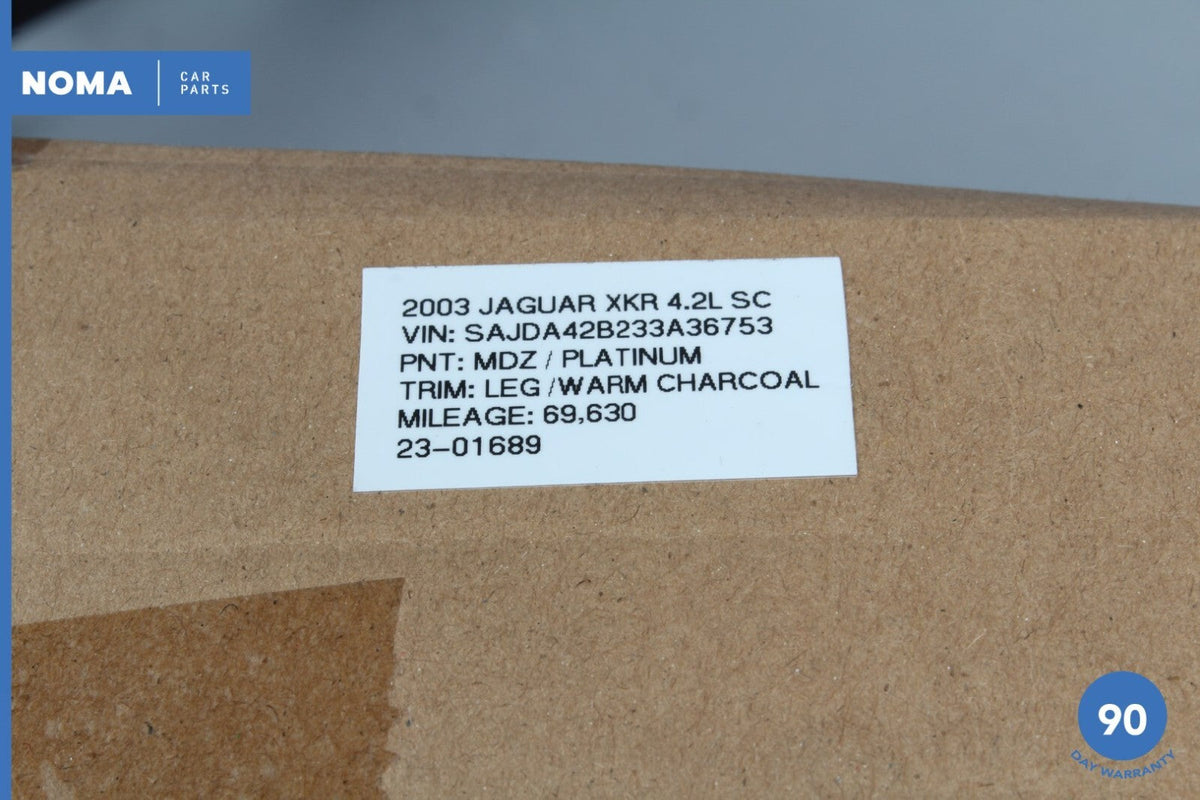 NOMA
CAR
PARTS
2003 JAGUAR XKR 4.2L SC
VIN: SAJDA42B233A36753
PNT: MDZ / PLATINUM
TRIM: LEG /WARM CHARCOAL
MILEAGE: 69,630
23-01689
90
DAY WARRANTY